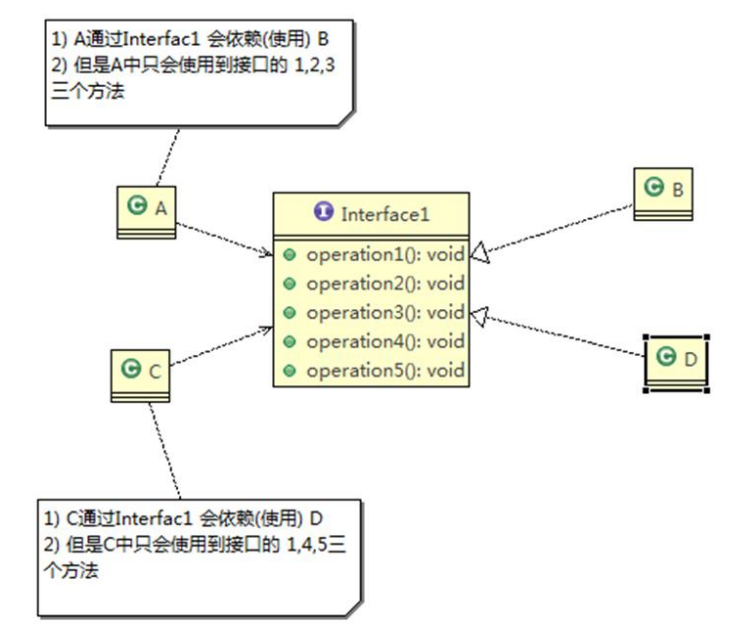 1) A通过Interfac1 会依赖(使用) B
2) 但是A中只会使用到接口的 1,2,3
三个方法
A
B
Interface1
operation1(): void
operation2(): void
operation3(): void
operation4(): void
operation5(): void
C
D
1) C通过Interfac1 会依赖(使用) D
2) 但是C中只会使用到接口的 1,4,5三
个方法